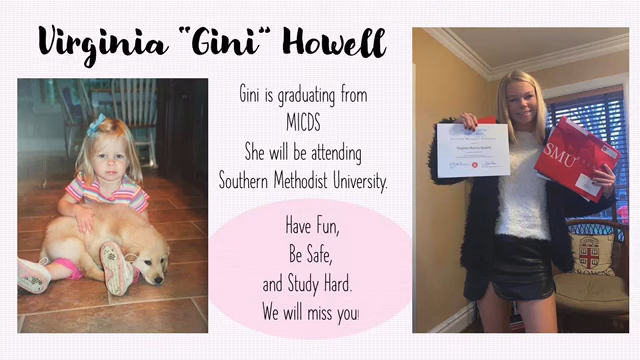 Virginia "Gini" Howell
Gini is graduating from
MICDS
She will be attending
Southern Methodist University.
Have Fun,
Be Safe,
and Study Hard.
We will miss you!
SMU